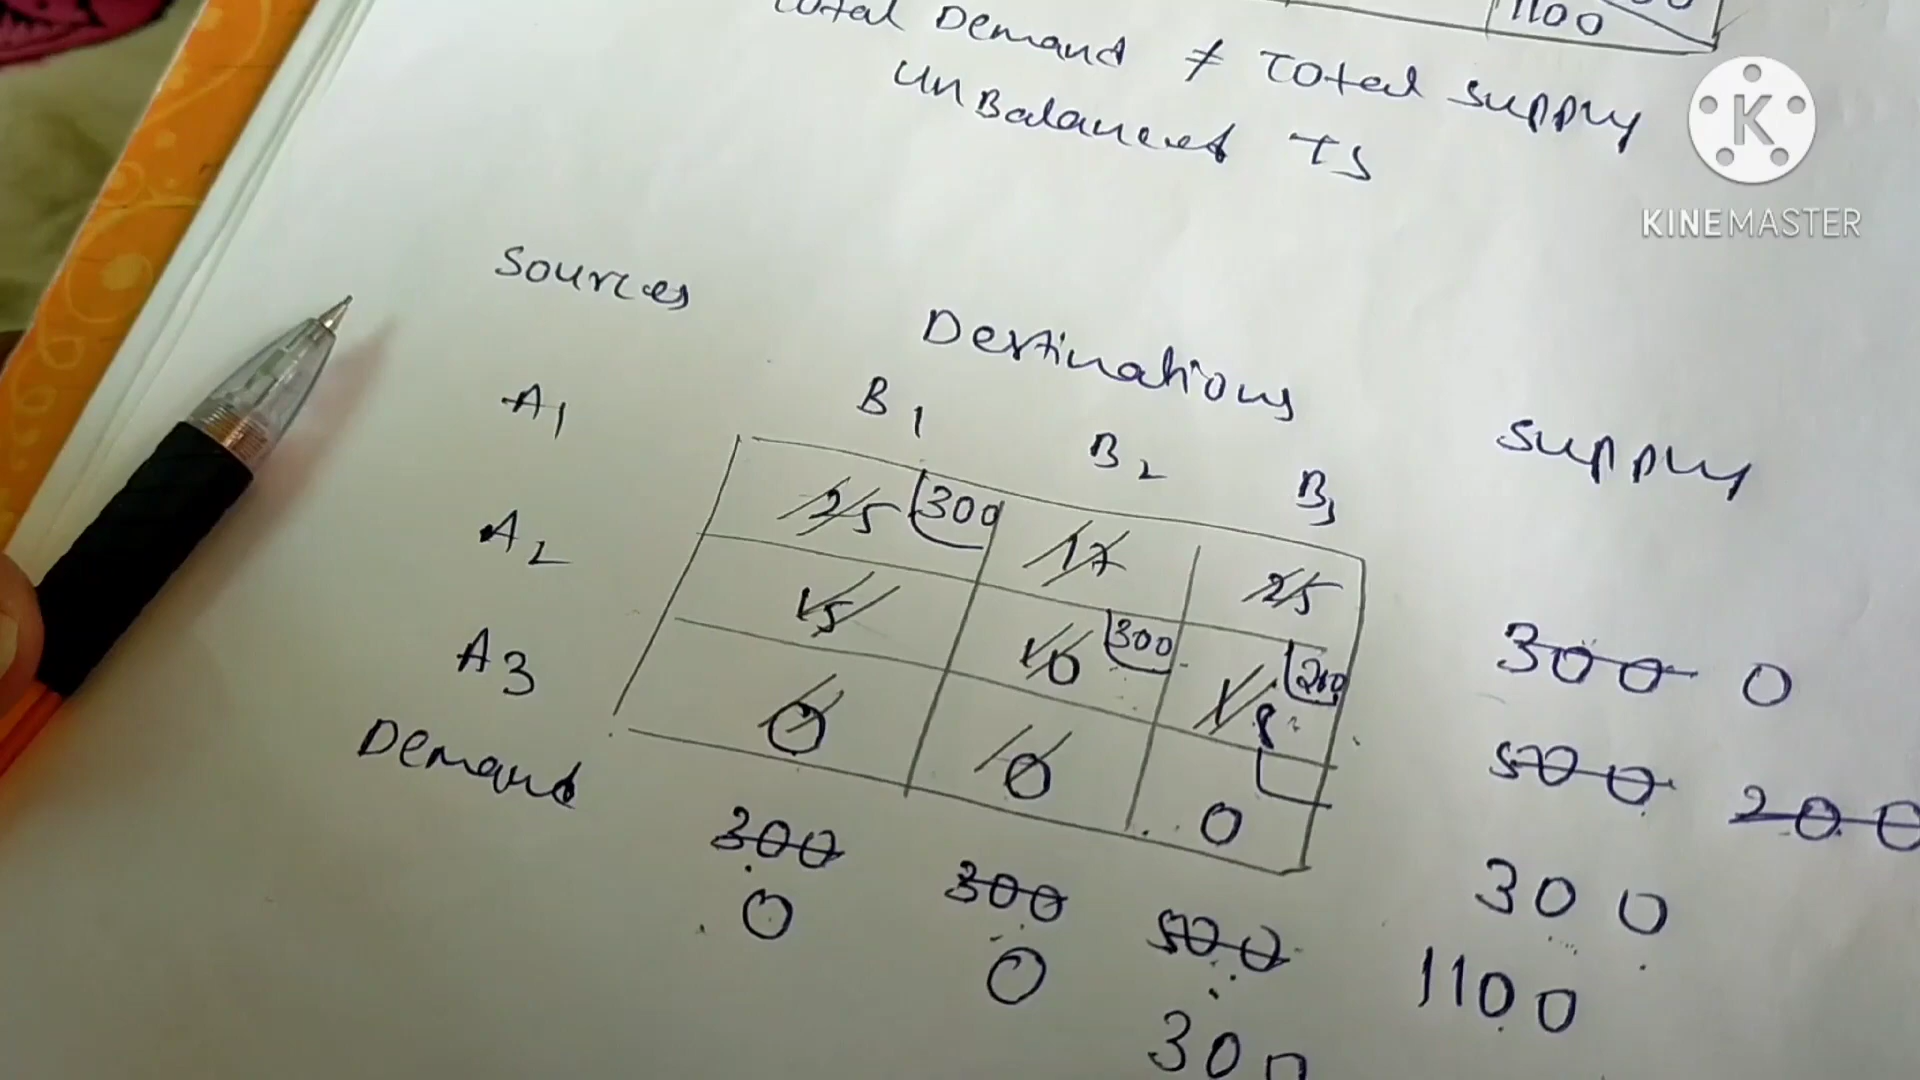 1100
Total Demand ≠ Total supply
UnBalanced TS
KINEMASTER
Sources
Destinations
B1 B2 B3 supply
A1 25 300 17 25 300 0
A2 15 10 300 18 200 500 200
A3 0 0 0 300
Demand 300 300 500 1100
0 0 300